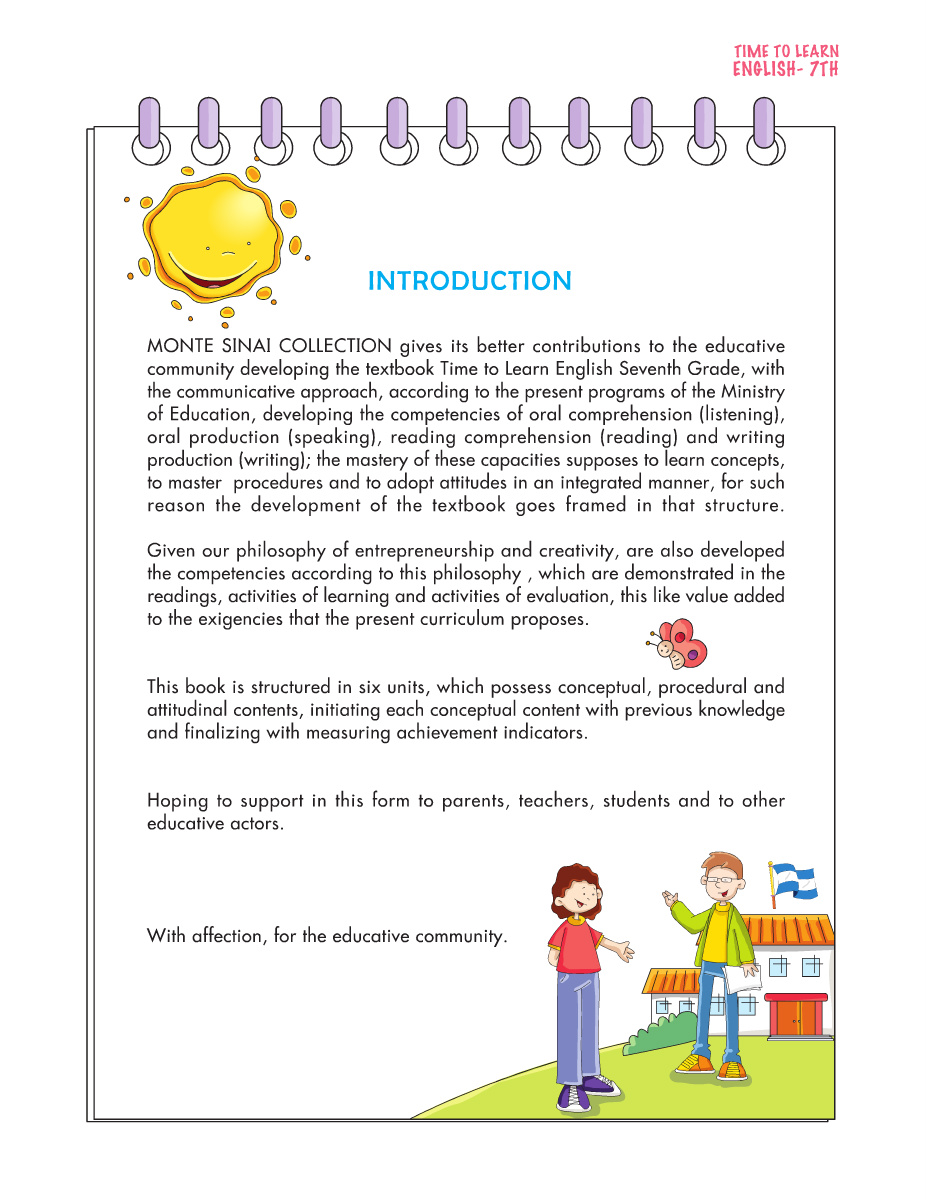 TIME TO LEARN
ENGLISH- 7TH
INTRODUCTION
MONTE SINAI COLLECTION gives its better contributions to the educative
community developing the textbook Time to Learn English Seventh Grade, with
the communicative approach, according to the present programs of the Ministry
of Education, developing the competencies of oral comprehension (listening),
oral production (speaking), reading comprehension (reading) and writing
production (writing); the mastery of these capacities supposes to learn concepts,
to master  procedures and to adopt attitudes in an integrated manner, for such
reason the development of the textbook goes framed in that structure.
Given our philosophy of entrepreneurship and creativity, are also developed
the competencies according to this philosophy , which are demonstrated in the
readings, activities of learning and activities of evaluation, this like value added
to the exigencies that the present curriculum proposes.
This book is structured in six units, which possess conceptual, procedural and
attitudinal contents, initiating each conceptual content with previous knowledge
and finalizing with measuring achievement indicators.
Hoping to support in this form to parents, teachers, students and to other
educative actors.
With affection, for the educative community.